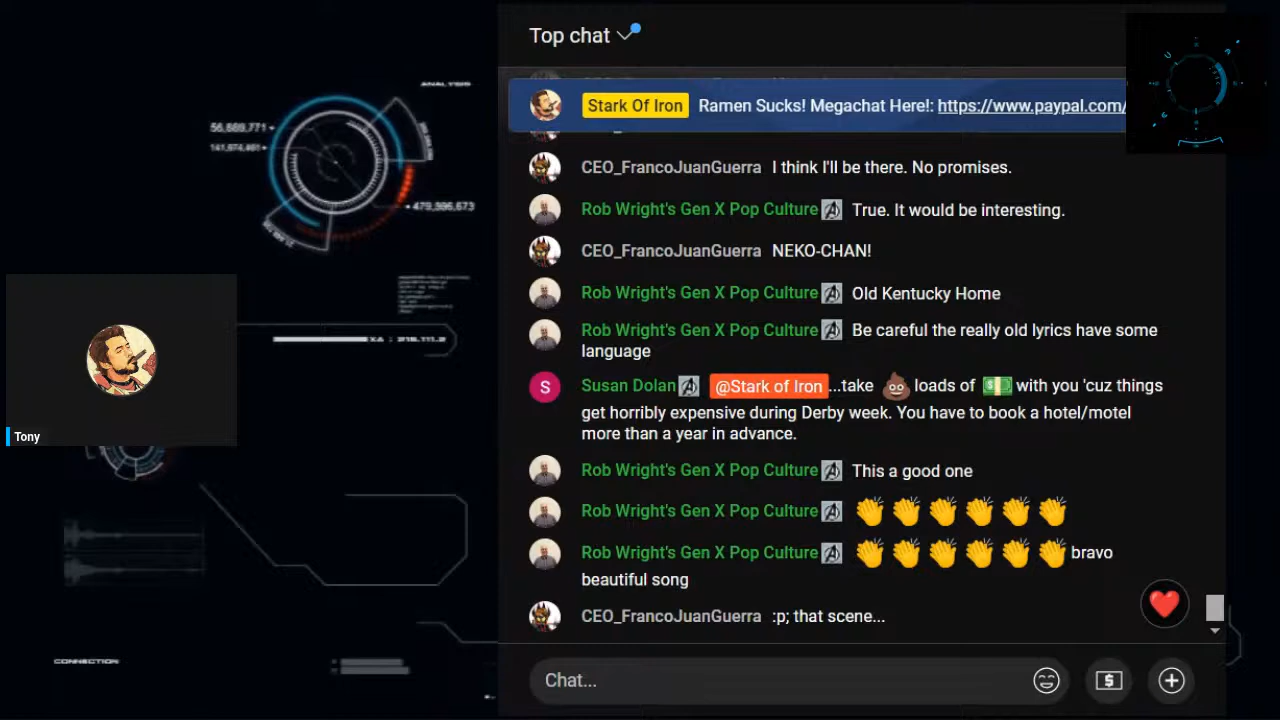 Top chat
ANALYSIS
Stark Of Iron Ramen Sucks! Megachat Here!: https://www.paypal.com/
56,889,771
479,996,673
CEO_FrancoJuanGuerra I think I'll be there. No promises.
Rob Wright's Gen X Pop Culture True. It would be interesting.
CEO_FrancoJuanGuerra NEKO-CHAN!
Rob Wright's Gen X Pop Culture Old Kentucky Home
Rob Wright's Gen X Pop Culture Be careful the really old lyrics have some
language
S Susan Dolan @Stark of Iron...take 💩 loads of 💵 with you 'cuz things
get horribly expensive during Derby week. You have to book a hotel/motel
more than a year in advance.
Tony
Rob Wright's Gen X Pop Culture This a good one
Rob Wright's Gen X Pop Culture 👏 👏 👏 👏 👏 👏
Rob Wright's Gen X Pop Culture 👏 👏 👏 👏 👏 👏 bravo
beautiful song
CEO_FrancoJuanGuerra :p; that scene...
CONNECTION
Chat...